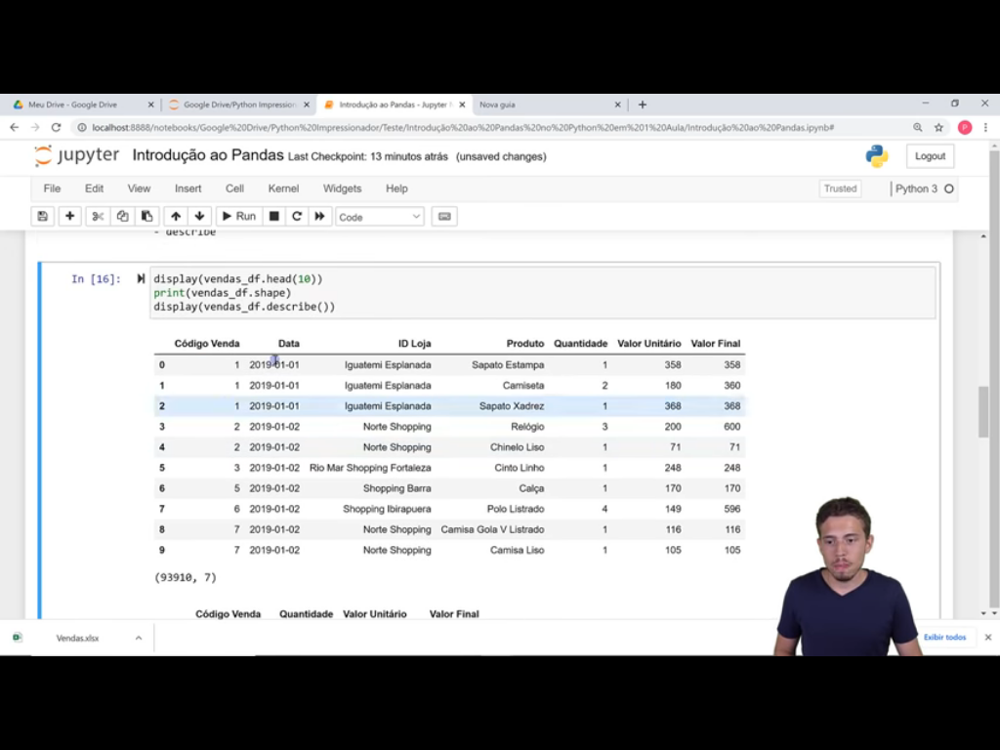 Meu Drive - Google Drive
Google Drive/Python Impression
Introdução ao Pandas - Jupyter
Nova guia
localhost:8888/notebooks/Google%20Drive/Python%20Impressionador/Teste/Introdução%20ao%20Pandas%20no%20Python%20em%201%20Aula/Introdução%20ao%20Pandas.ipynb#
P
jupyter Introdução ao Pandas Last Checkpoint: 13 minutos atrás (unsaved changes)
Logout
File Edit View Insert Cell Kernel Widgets Help
Trusted
Python 3
Run
Code
- describe
In [16]:
display(vendas_df.head(10))
print(vendas_df.shape)
display(vendas_df.describe())
Código Venda Data ID Loja Produto Quantidade Valor Unitário Valor Final
0 1 2019-01-01 Iguatemi Esplanada Sapato Estampa 1 358 358
1 1 2019-01-01 Iguatemi Esplanada Camiseta 2 180 360
2 1 2019-01-01 Iguatemi Esplanada Sapato Xadrez 1 368 368
3 2 2019-01-02 Norte Shopping Relógio 3 200 600
4 2 2019-01-02 Norte Shopping Chinelo Liso 1 71 71
5 3 2019-01-02 Rio Mar Shopping Fortaleza Cinto Linho 1 248 248
6 5 2019-01-02 Shopping Barra Calça 1 170 170
7 6 2019-01-02 Shopping Ibirapuera Polo Listrado 4 149 596
8 7 2019-01-02 Norte Shopping Camisa Gola V Listrado 1 116 116
9 7 2019-01-02 Norte Shopping Camisa Liso 1 105 105
(93910, 7)
Código Venda Quantidade Valor Unitário Valor Final
Vendas.xlsx
Exibir todos